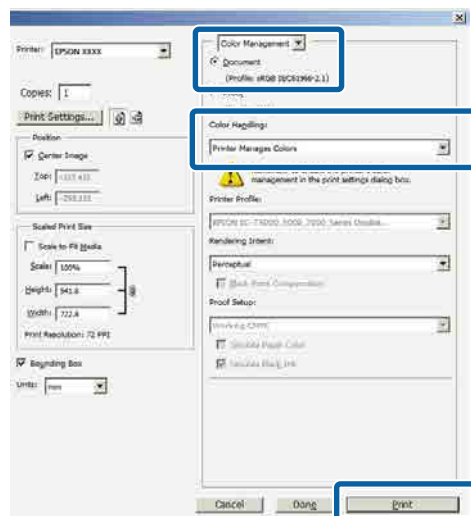 Printer: EPSON XXXX
Copies: 1
Print Settings...
Position
Center Image
Top:
Left:
Scaled Print Size
Scale to Fit Media
Scale: 100%
Height: 941.6
Width: 722.4
Print Resolution: 72 PPI
Bounding Box
Units: mm
Color Management
Document
(Profile: sRGB IEC61966-2.1)
Color Handling:
Printer Manages Colors
management in the print settings dialog box.
Printer Profile:
Rendering Intent:
Perceptual
Black Point Compensation
Proof Setup:
Working CMYK
Simulate Paper Color
Simulate Black Ink
Cancel
Done
Print